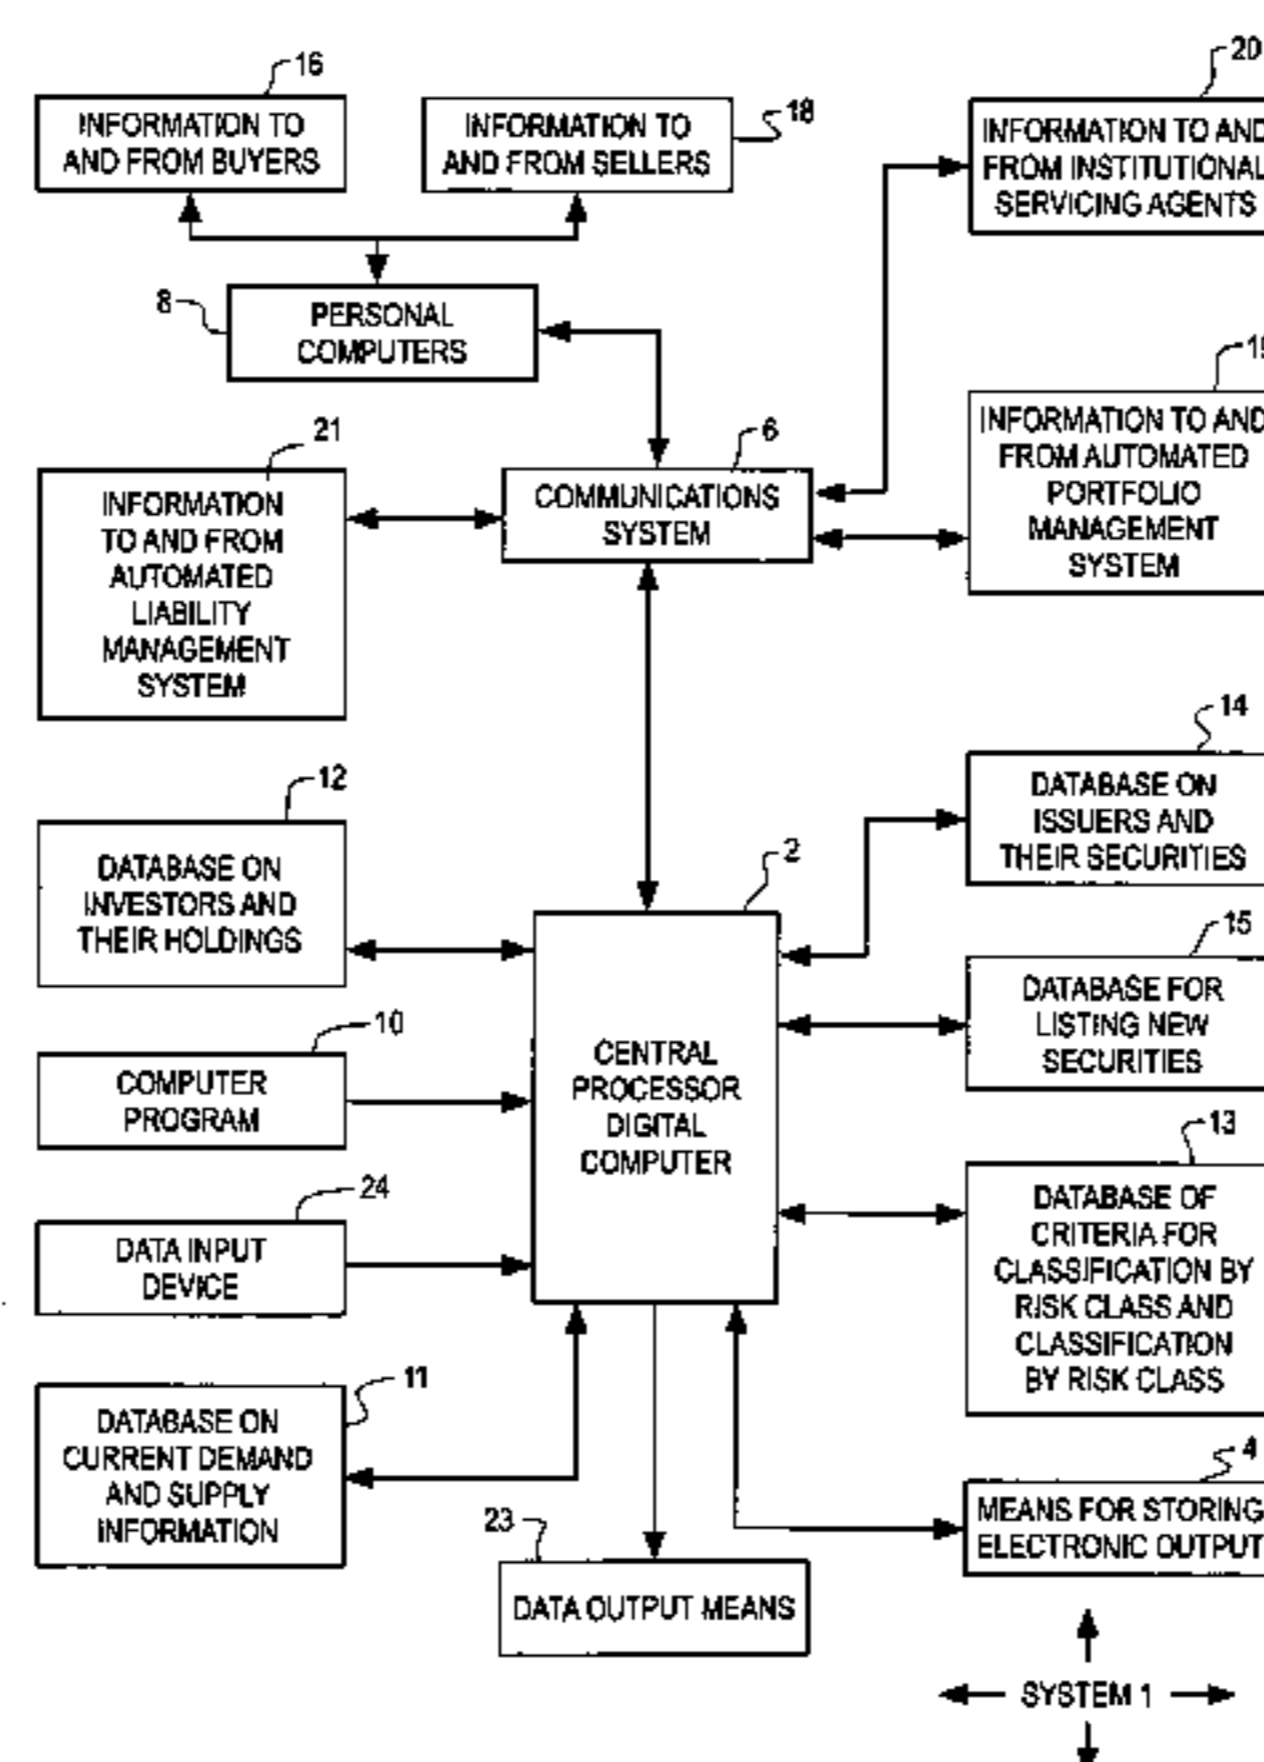 16
INFORMATION TO
AND FROM BUYERS
18
INFORMATION TO
AND FROM SELLERS
20
INFORMATION TO AND
FROM INSTITUTIONAL
SERVICING AGENTS
8
PERSONAL
COMPUTERS
INFORMATION TO AND
FROM AUTOMATED
PORTFOLIO
MANAGEMENT
SYSTEM
21
INFORMATION
TO AND FROM
AUTOMATED
LIABILITY
MANAGEMENT
SYSTEM
6
COMMUNICATIONS
SYSTEM
14
DATABASE ON
ISSUERS AND
THEIR SECURITIES
12
DATABASE ON
INVESTORS AND
THEIR HOLDINGS
2
CENTRAL
PROCESSOR
DIGITAL
COMPUTER
15
DATABASE FOR
LISTING NEW
SECURITIES
10
COMPUTER
PROGRAM
13
DATABASE OF
CRITERIA FOR
CLASSIFICATION BY
RISK CLASS AND
CLASSIFICATION
BY RISK CLASS
24
DATA INPUT
DEVICE
11
DATABASE ON
CURRENT DEMAND
AND SUPPLY
INFORMATION
4
MEANS FOR STORING
ELECTRONIC OUTPUT
23
DATA OUTPUT MEANS
SYSTEM 1